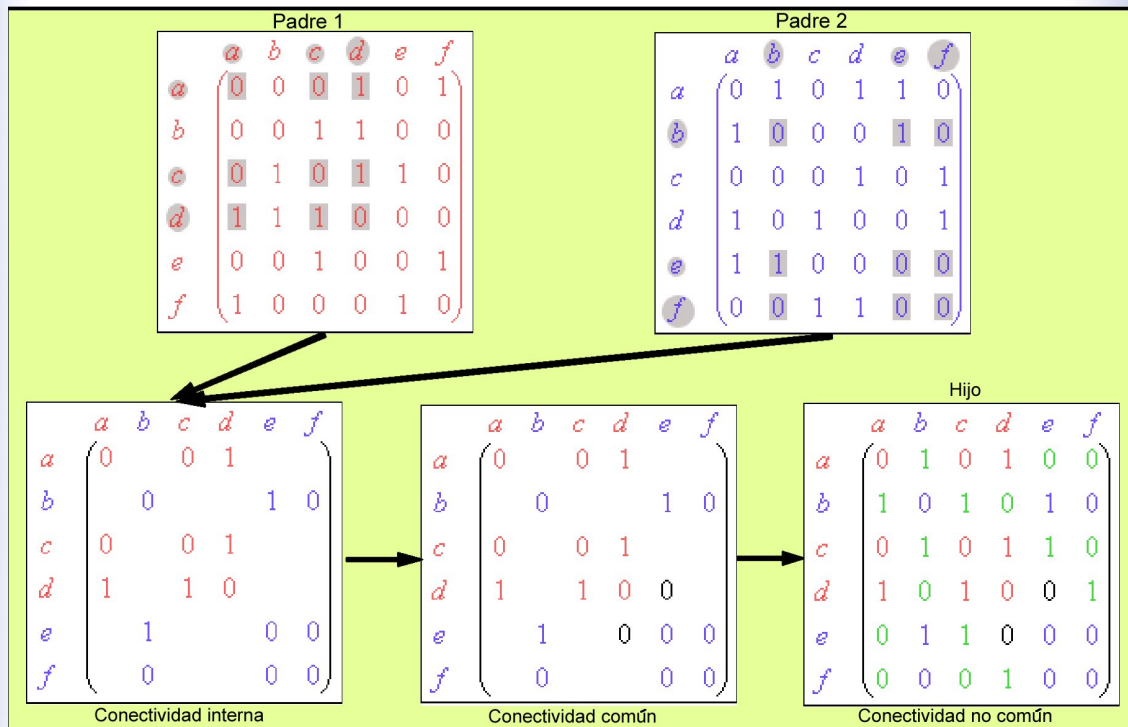 Padre 1
a b c d e f
a 0 0 0 1 0 1
b 0 0 1 1 0 0
c 0 1 0 1 1 0
d 1 1 1 0 0 0
e 0 0 1 0 0 1
f 1 0 0 0 1 0
Padre 2
a b c d e f
a 0 1 0 1 1 0
b 1 0 0 0 1 0
c 0 0 0 1 0 1
d 1 0 1 0 0 1
e 1 1 0 0 0 0
f 0 0 1 1 0 0
a b c d e f
a 0 0 1
b 0 1 0
c 0 0 1
d 1 1 0
e 1 0 0
f 0 0 0
Conectividad interna
a b c d e f
a 0 0 1
b 0 1 0
c 0 0 1
d 1 1 0 0
e 1 0 0 0
f 0 0 0
Conectividad común
Hijo
a b c d e f
a 0 1 0 1 0 0
b 1 0 1 0 1 0
c 0 1 0 1 1 0
d 1 0 1 0 0 1
e 0 1 1 0 0 0
f 0 0 0 1 0 0
Conectividad no común